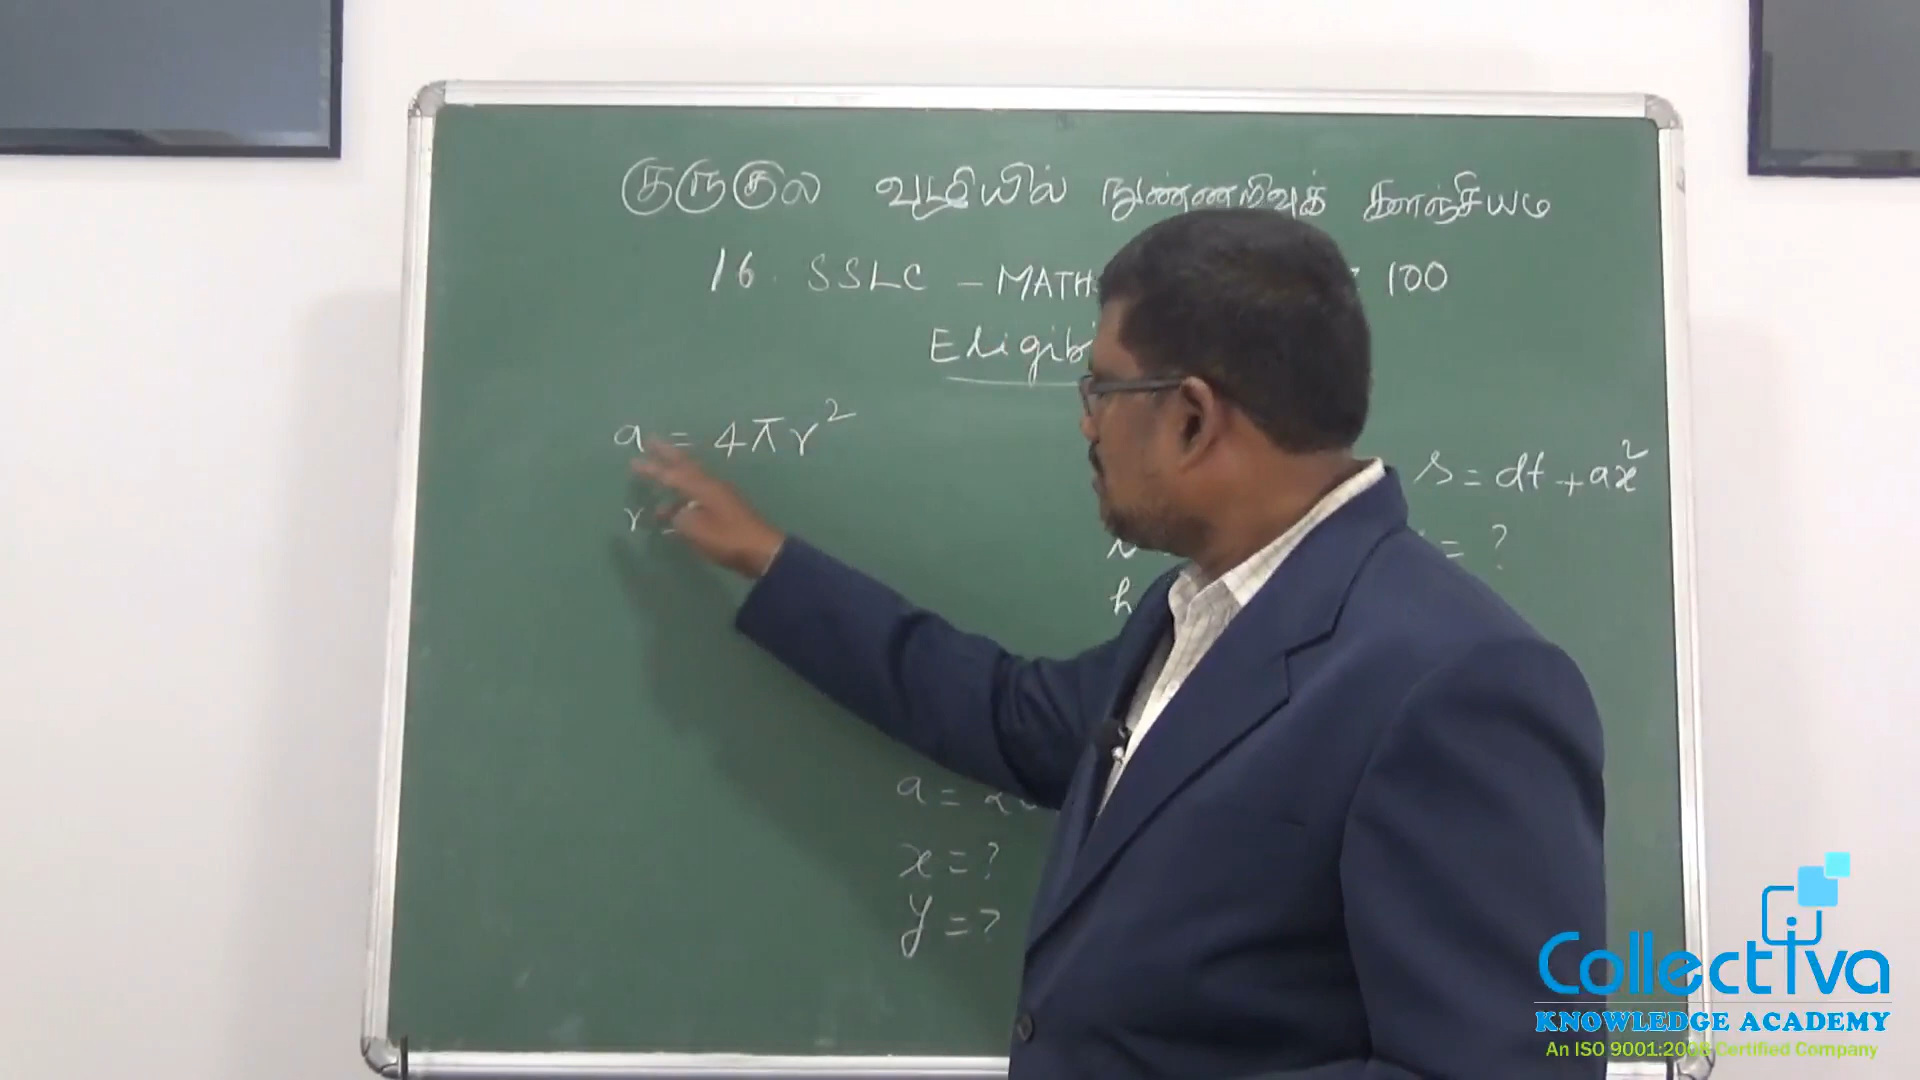 குருகுல வழியில் நுண்ணறிவுக் களஞ்சியம்
16. SSLC - MATH 100
a = 4πr²
s = dt + ax²
r =
= ?
h
a =
x = ?
y = ?
Collectiva
KNOWLEDGE ACADEMY
An ISO 9001:2008 Certified Company